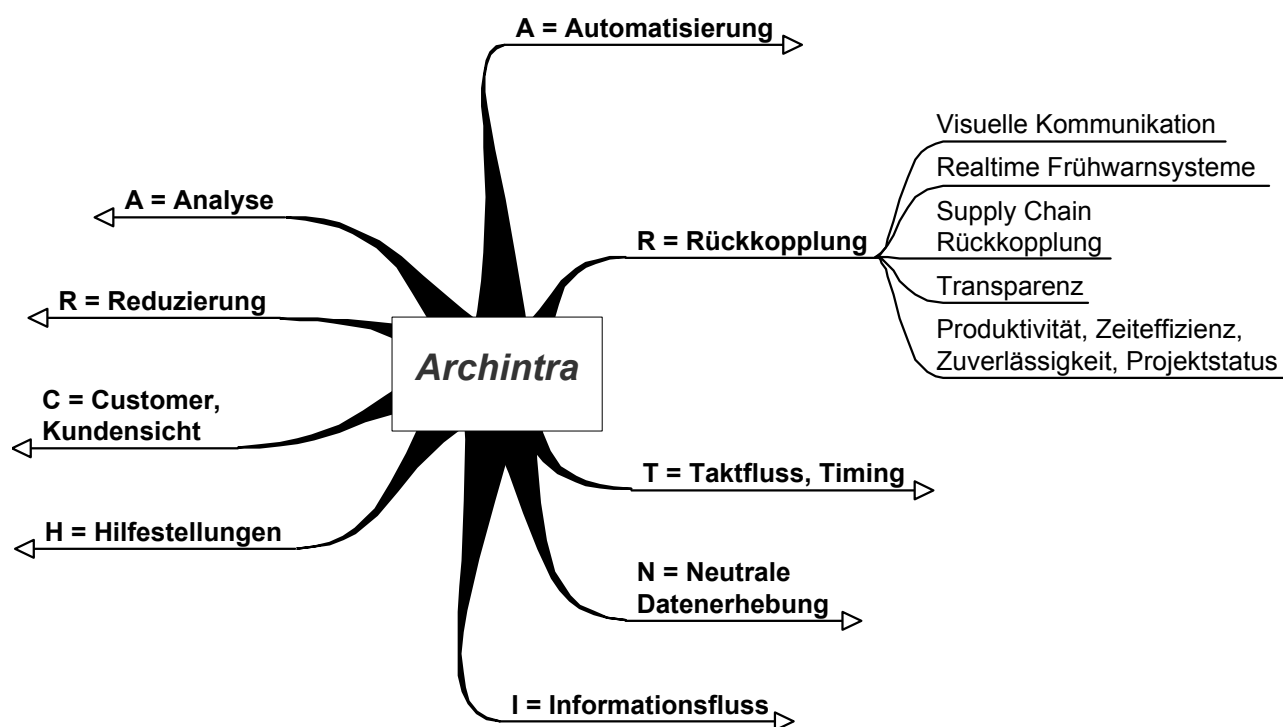 A = Automatisierung
Visuelle Kommunikation
Realtime Frühwarnsysteme
A = Analyse
Supply Chain
R = Rückkopplung
Rückkopplung
Transparenz
R = Reduzierung
Produktivität, Zeiteffizienz,
Zuverlässigkeit, Projektstatus
Archintra
C = Customer,
Kundensicht
T = Taktfluss, Timing
H = Hilfestellungen
N = Neutrale
Datenerhebung
I = Informationsfluss